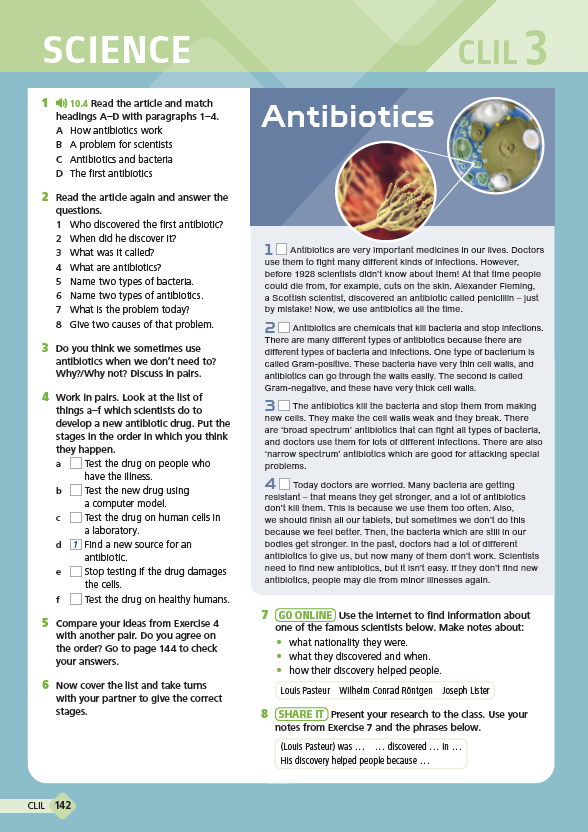 SCIENCE
CLIL 3
1 10.4 Read the article and match
headings A–D with paragraphs 1–4.
A How antibiotics work
B A problem for scientists
C Antibiotics and bacteria
D The first antibiotics
2 Read the article again and answer the
questions.
1 Who discovered the first antibiotic?
2 When did he discover it?
3 What was it called?
4 What are antibiotics?
5 Name two types of bacteria.
6 Name two types of antibiotics.
7 What is the problem today?
8 Give two causes of that problem.
3 Do you think we sometimes use
antibiotics when we don't need to?
Why?/Why not? Discuss in pairs.
4 Work in pairs. Look at the list of
things a–f which scientists do to
develop a new antibiotic drug. Put the
stages in the order in which you think
they happen.
a Test the drug on people who
have the illness.
b Test the new drug using
a computer model.
c Test the drug on human cells in
a laboratory.
d 1 Find a new source for an
antibiotic.
e Stop testing if the drug damages
the cells.
f Test the drug on healthy humans.
5 Compare your ideas from Exercise 4
with another pair. Do you agree on
the order? Go to page 144 to check
your answers.
6 Now cover the list and take turns
with your partner to give the correct
stages.
Antibiotics
1 Antibiotics are very important medicines in our lives. Doctors
use them to fight many different kinds of infections. However,
before 1928 scientists didn't know about them! At that time people
could die from, for example, cuts on the skin. Alexander Fleming,
a Scottish scientist, discovered an antibiotic called penicillin – just
by mistake! Now, we use antibiotics all the time.
2 Antibiotics are chemicals that kill bacteria and stop infections.
There are many different types of antibiotics because there are
different types of bacteria and infections. One type of bacterium is
called Gram-positive. These bacteria have very thin cell walls, and
antibiotics can go through the walls easily. The second is called
Gram-negative, and these have very thick cell walls.
3 The antibiotics kill the bacteria and stop them from making
new cells. They make the cell walls weak and they break. There
are 'broad spectrum' antibiotics that can fight all types of bacteria,
and doctors use them for lots of different infections. There are also
'narrow spectrum' antibiotics which are good for attacking special
problems.
4 Today doctors are worried. Many bacteria are getting
resistant – that means they get stronger, and a lot of antibiotics
don't kill them. This is because we use them too often. Also,
we should finish all our tablets, but sometimes we don't do this
because we feel better. Then, the bacteria which are still in our
bodies get stronger. In the past, doctors had a lot of different
antibiotics to give us, but now many of them don't work. Scientists
need to find new antibiotics, but it isn't easy. If they don't find new
antibiotics, people may die from minor illnesses again.
7 GO ONLINE Use the Internet to find information about
one of the famous scientists below. Make notes about:
• what nationality they were.
• what they discovered and when.
• how their discovery helped people.
Louis Pasteur Wilhelm Conrad Röntgen Joseph Lister
8 SHARE IT Present your research to the class. Use your
notes from Exercise 7 and the phrases below.
(Louis Pasteur) was … … discovered … in …
His discovery helped people because …
CLIL 142